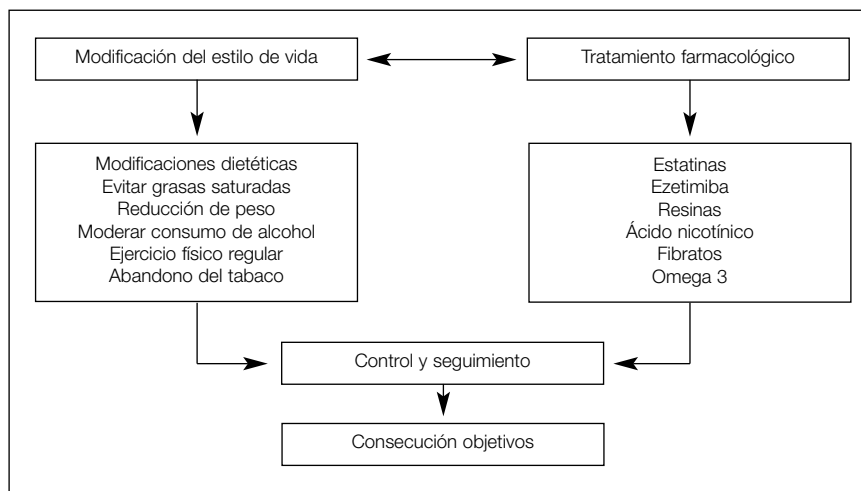 Modificación del estilo de vida
Tratamiento farmacológico
Modificaciones dietéticas
Evitar grasas saturadas
Reducción de peso
Moderar consumo de alcohol
Ejercicio físico regular
Abandono del tabaco
Estatinas
Ezetimiba
Resinas
Ácido nicotínico
Fibratos
Omega 3
Control y seguimiento
Consecución objetivos